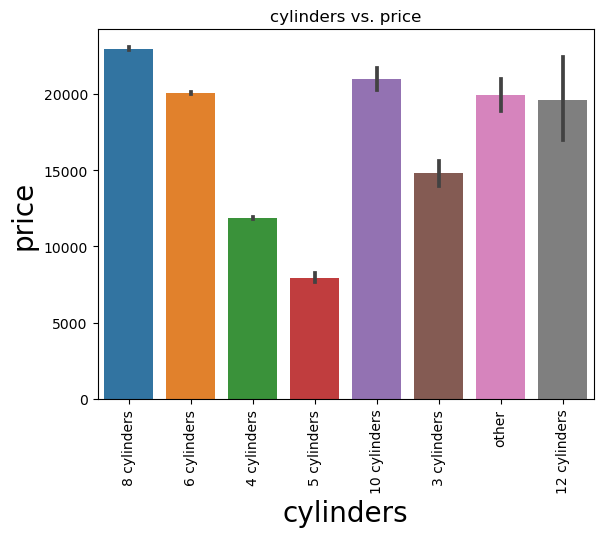 cylinders vs. price
price
20000
15000
10000
5000
0
8 cylinders
6 cylinders
4 cylinders
5 cylinders
10 cylinders
3 cylinders
other
12 cylinders
cylinders